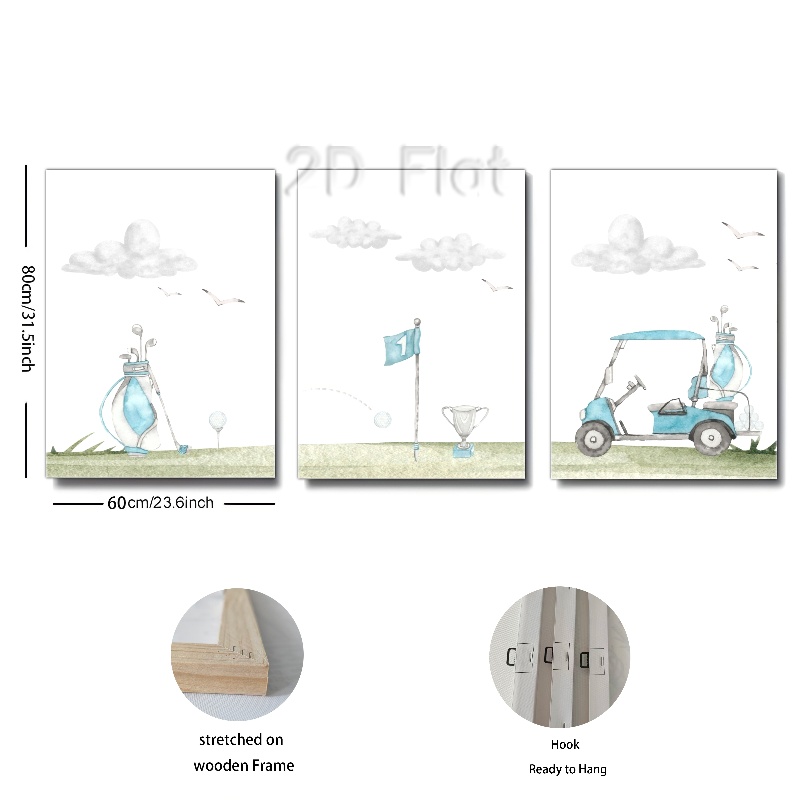 2D Flat
80cm/31.5inch
1
60cm/23.6inch
stretched on
wooden Frame
Hook
Ready to Hang